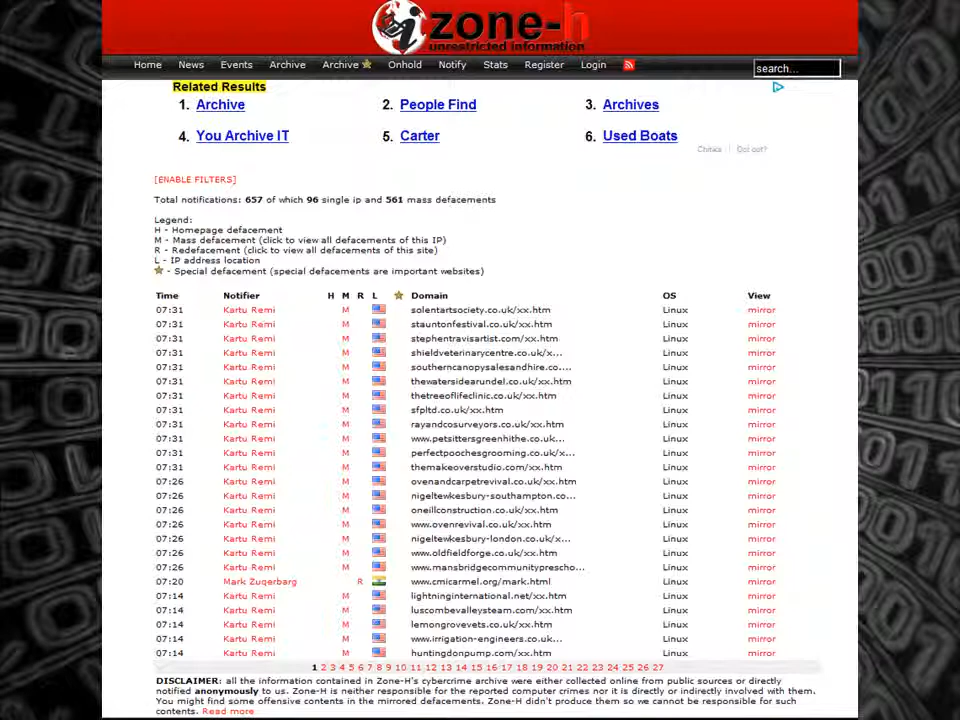 zone-h
unrestricted information
Home News Events Archive Archive Onhold Notify Stats Register Login search...
Related Results
1. Archive 2. People Find 3. Archives
4. You Archive IT 5. Carter 6. Used Boats
Chitika | Opt out?
[ENABLE FILTERS]
Total notifications: 657 of which 96 single ip and 561 mass defacements
Legend:
H - Homepage defacement
M - Mass defacement (click to view all defacements of this IP)
R - Redefacement (click to view all defacements of this site)
L - IP address location
- Special defacement (special defacements are important websites)
Time Notifier H M R L Domain OS View
07:31 Kartu Remi M solentartsociety.co.uk/xx.htm Linux mirror
07:31 Kartu Remi M stauntonfestival.co.uk/xx.htm Linux mirror
07:31 Kartu Remi M stephentravisartist.com/xx.htm Linux mirror
07:31 Kartu Remi M shieldveterinarycentre.co.uk/x... Linux mirror
07:31 Kartu Remi M southerncanopysalesandhire.co.... Linux mirror
07:31 Kartu Remi M thewatersidearundel.co.uk/xx.htm Linux mirror
07:31 Kartu Remi M thetreeoflifeclinic.co.uk/xx.htm Linux mirror
07:31 Kartu Remi M sfpltd.co.uk/xx.htm Linux mirror
07:31 Kartu Remi M rayandcosurveyors.co.uk/xx.htm Linux mirror
07:31 Kartu Remi M www.petsittersgreenhithe.co.uk... Linux mirror
07:31 Kartu Remi M perfectpoochesgrooming.co.uk/x... Linux mirror
07:31 Kartu Remi M themakeoverstudio.com/xx.htm Linux mirror
07:26 Kartu Remi M ovenandcarpetrevival.co.uk/xx.htm Linux mirror
07:26 Kartu Remi M nigeltewkesbury-southampton.co... Linux mirror
07:26 Kartu Remi M oneillconstruction.co.uk/xx.htm Linux mirror
07:26 Kartu Remi M www.ovenrevival.co.uk/xx.htm Linux mirror
07:26 Kartu Remi M nigeltewkesbury-london.co.uk/x... Linux mirror
07:26 Kartu Remi M www.oldfieldforge.co.uk/xx.htm Linux mirror
07:26 Kartu Remi M www.mansbridgecommunityprescho... Linux mirror
07:20 Mark Zuqerbarg R www.cmicarmel.org/mark.html Linux mirror
07:14 Kartu Remi M lightninginternational.net/xx.htm Linux mirror
07:14 Kartu Remi M luscombevalleysteam.com/xx.htm Linux mirror
07:14 Kartu Remi M lemongrovevets.co.uk/xx.htm Linux mirror
07:14 Kartu Remi M www.irrigation-engineers.co.uk... Linux mirror
07:14 Kartu Remi M huntingdonpump.com/xx.htm Linux mirror
1 2 3 4 5 6 7 8 9 10 11 12 13 14 15 16 17 18 19 20 21 22 23 24 25 26 27
DISCLAIMER: all the information contained in Zone-H's cybercrime archive were either collected online from public sources or directly
notified anonymously to us. Zone-H is neither responsible for the reported computer crimes nor it is directly or indirectly involved with them.
You might find some offensive contents in the mirrored defacements. Zone-H didn't produce them so we cannot be responsible for such
contents. Read more